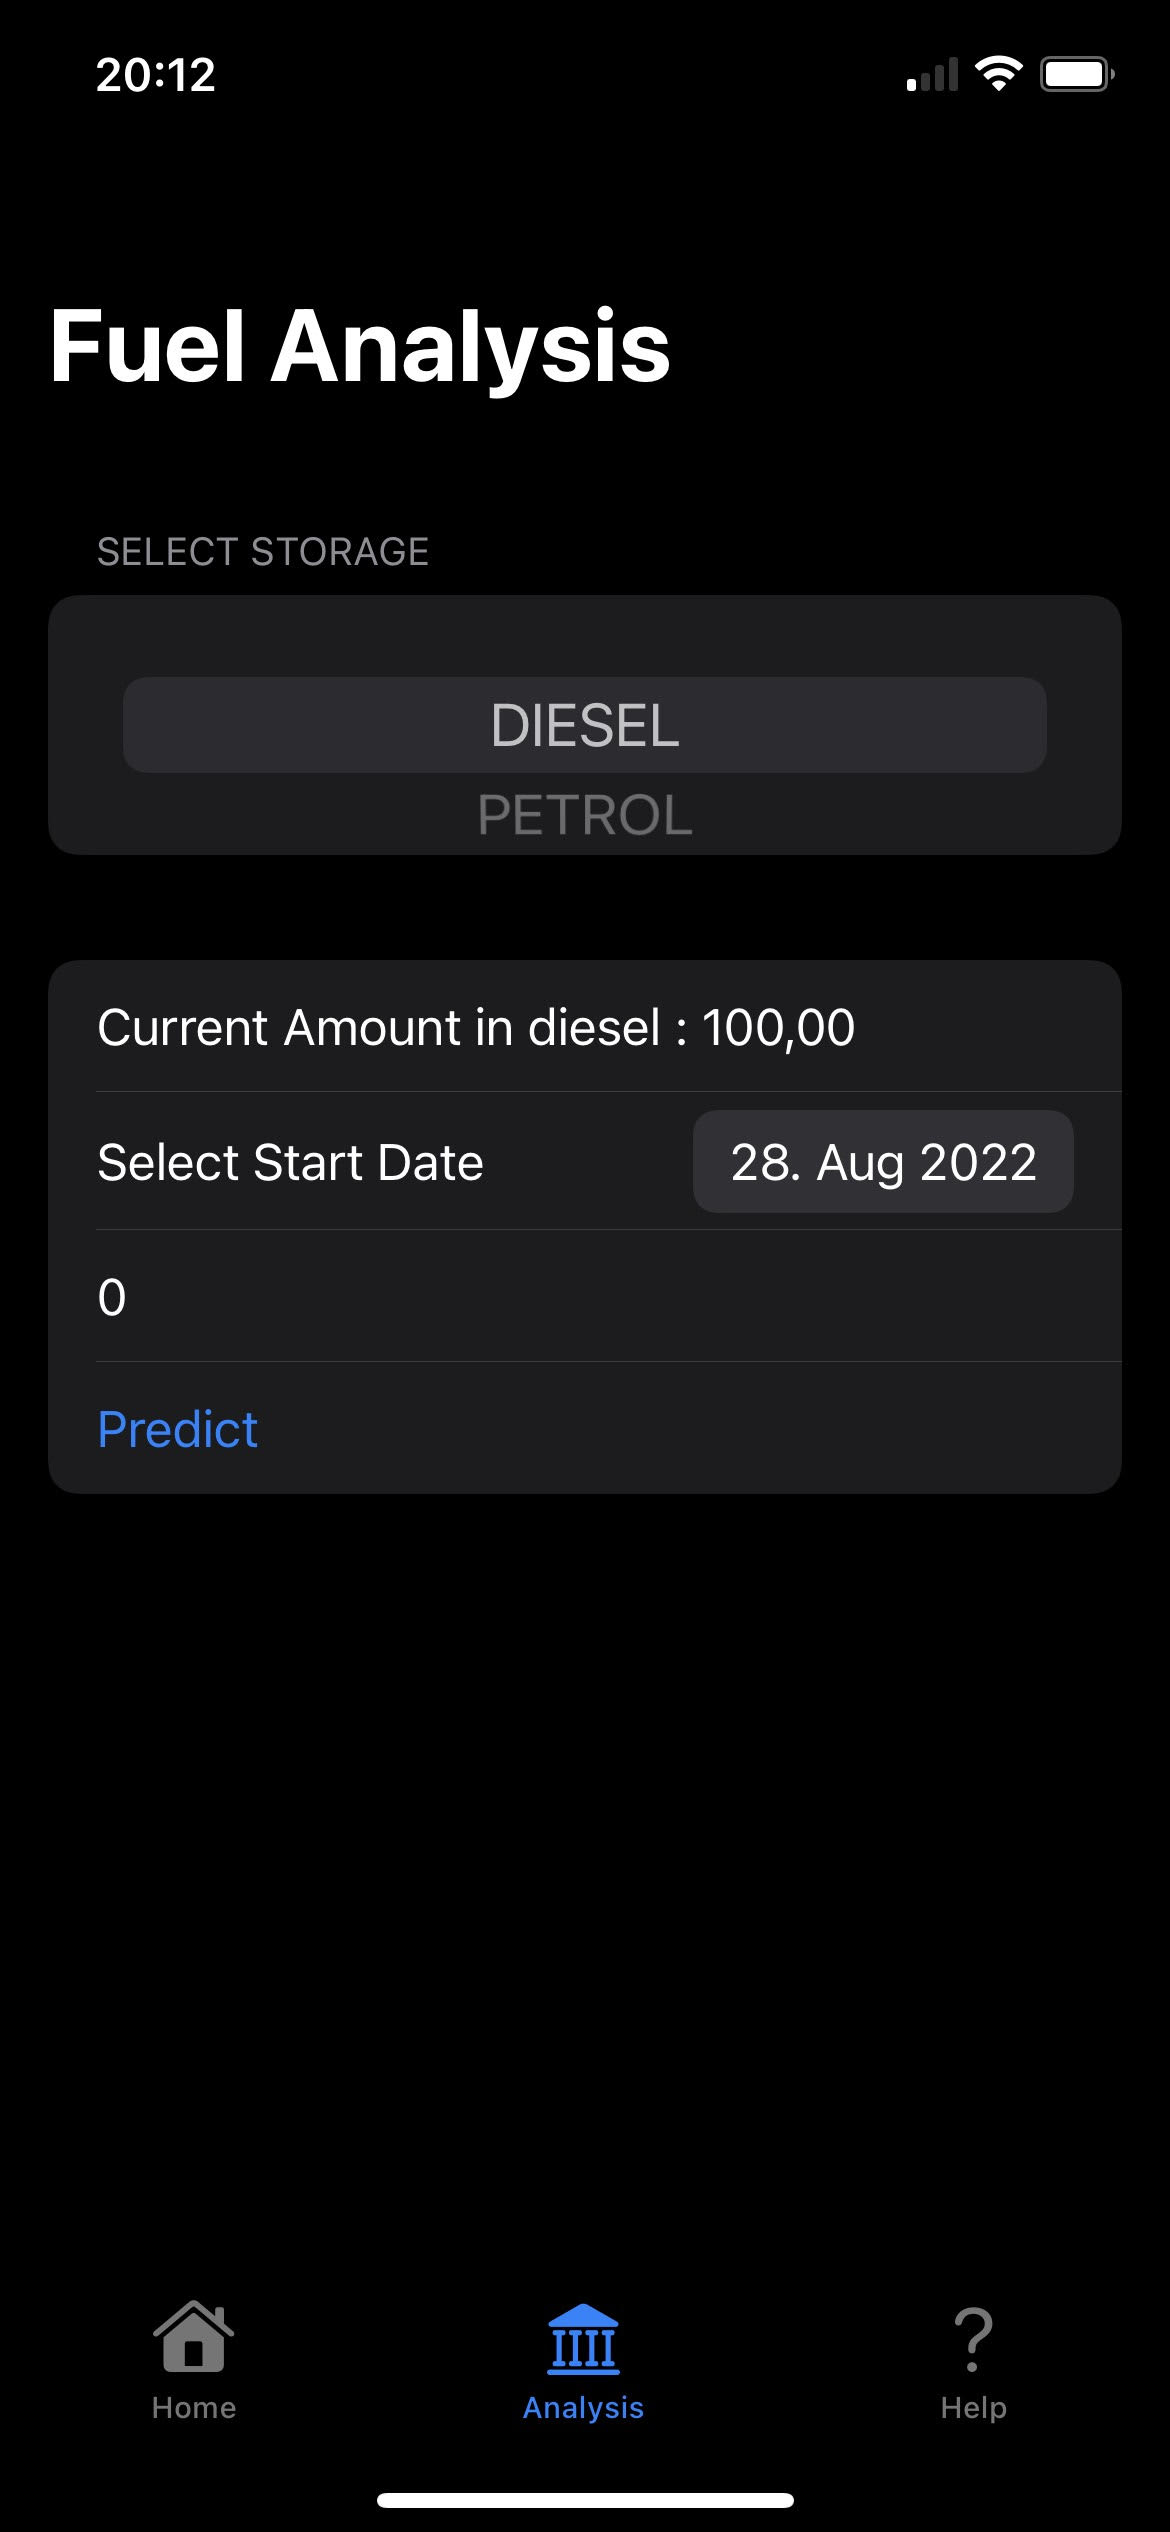 20:12
Fuel Analysis
SELECT STORAGE
DIESEL
PETROL
Current Amount in diesel : 100,00
Select Start Date 28. Aug 2022
0
Predict
Home Analysis Help